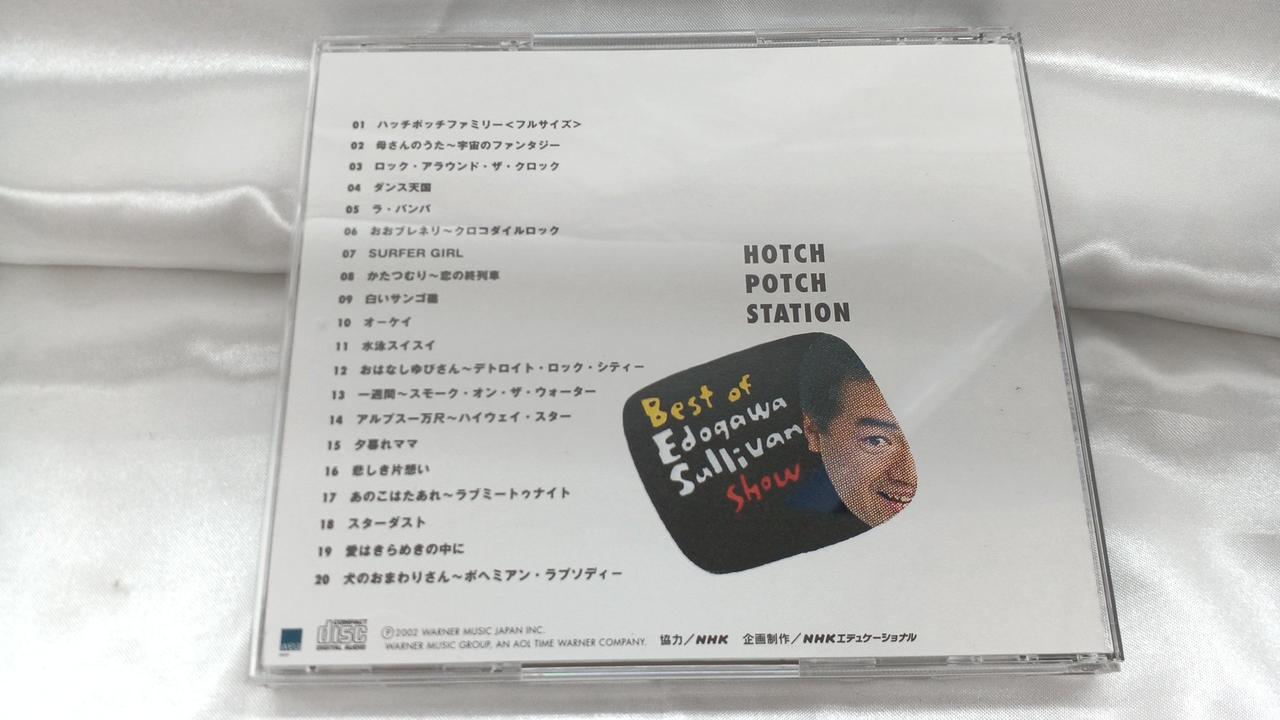 01 ハッチポッチファミリー<フルサイズ>
02 母さんのうた～宇宙のファンタジー
03 ロック・アラウンド・ザ・クロック
04 ダンス天国
05 ラ・バンバ
06 おおブレネリ～クロコダイルロック
07 SURFER GIRL
08 かたつむり～恋の終列車
09 白いサンゴ礁
10 オーケイ
11 水泳スイスイ
12 おはなしゆびさん～デトロイト・ロック・シティー
13 一週間～スモーク・オン・ザ・ウォーター
14 アルプス一万尺～ハイウェイ・スター
15 夕暮れママ
16 悲しき片想い
17 あのこはたあれ～ラブミートゥナイト
18 スターダスト
19 愛はきらめきの中に
20 犬のおまわりさん～ボヘミアン・ラプソディー
HOTCH
POTCH
STATION
Best of
Edogawa
Sullivan
Show
COMPACT
disc
DIGITAL AUDIO
Ⓟ2002 WARNER MUSIC JAPAN INC.
WARNER MUSIC GROUP, AN AOL TIME WARNER COMPANY.
協力／NHK 企画制作／NHKエデュケーショナル